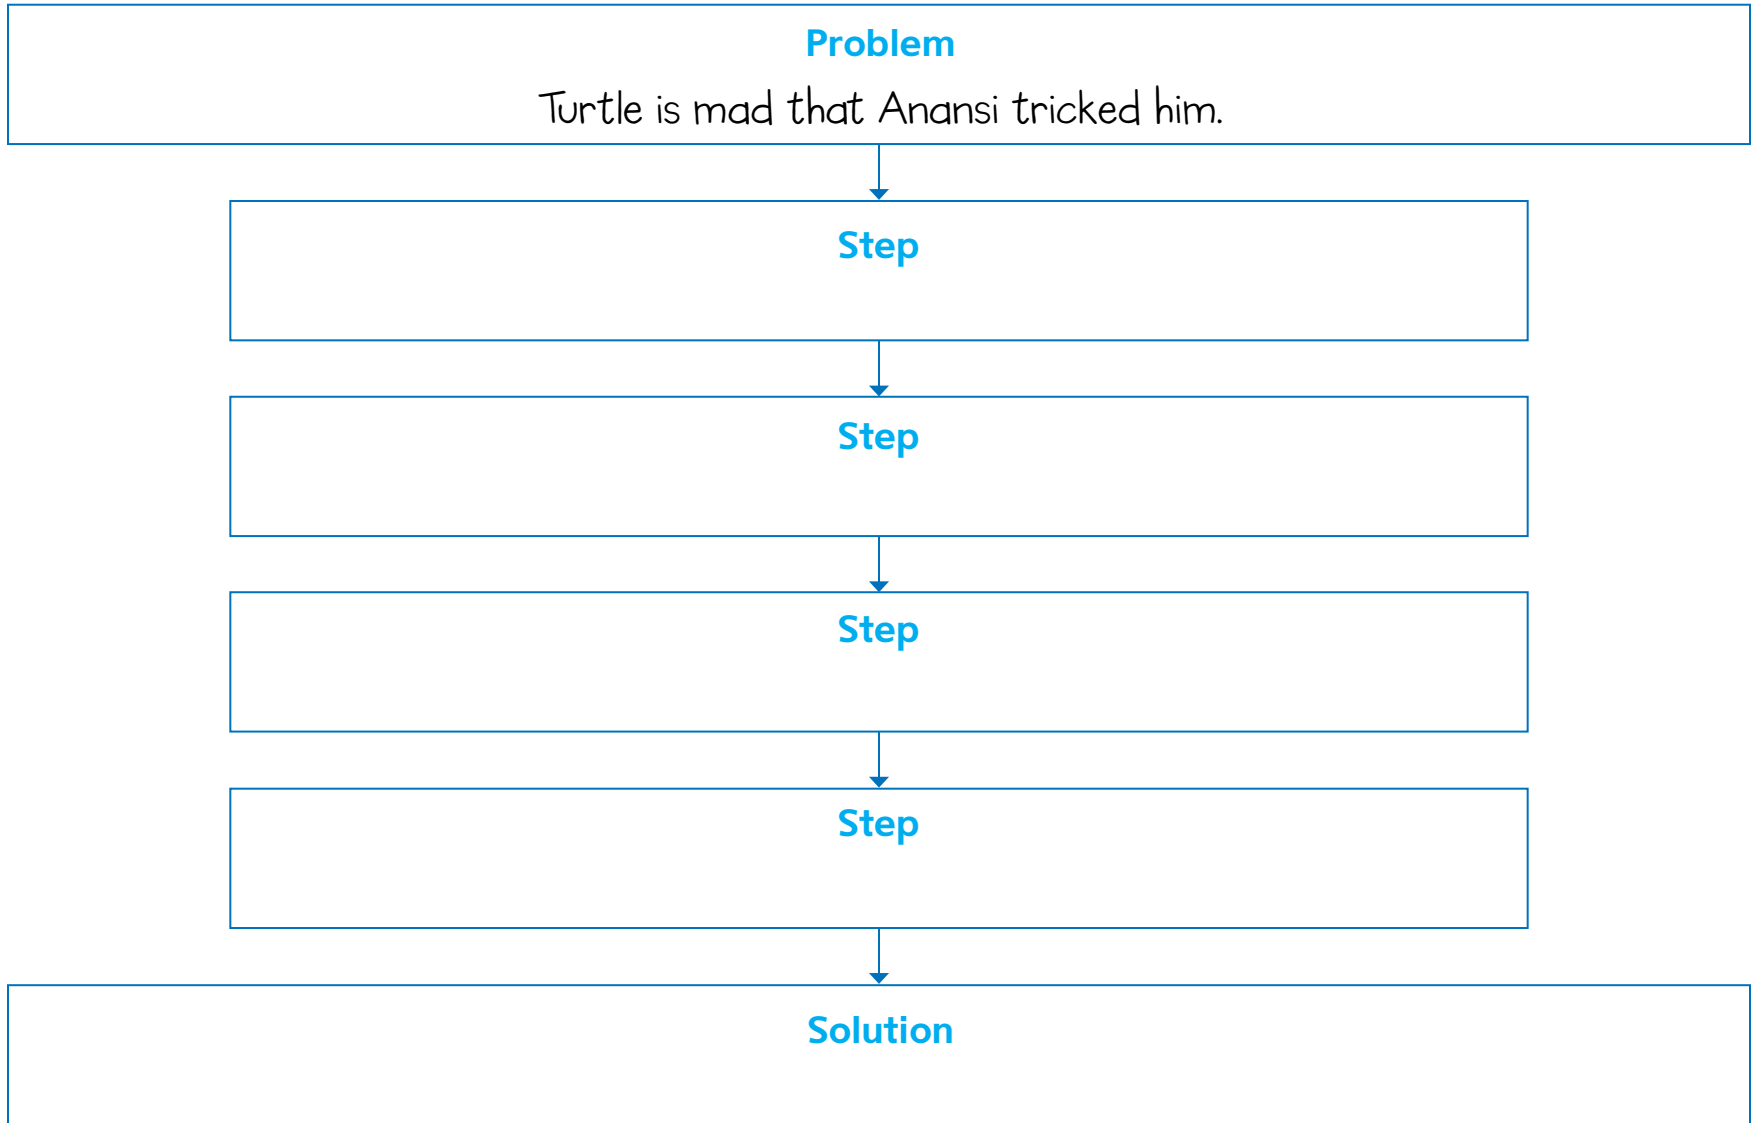 Problem
Turtle is mad that Anansi tricked him.
Step
Step
Step
Step
Solution